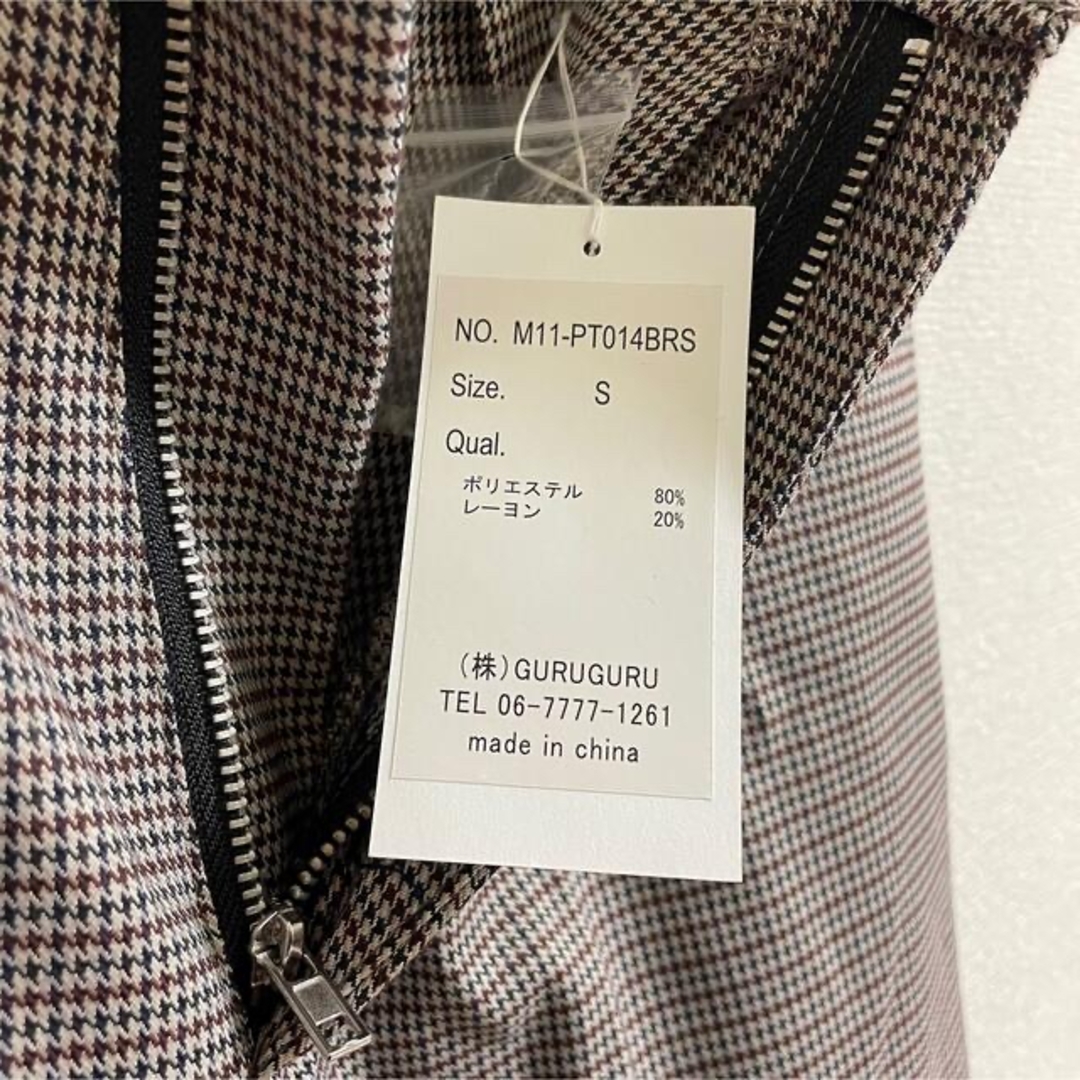 NO. M11-PT014BRS
Size. S
Qual.
ポリエステル 80%
レーヨン 20%
(株)GURUGURU
TEL 06-7777-1261
made in china